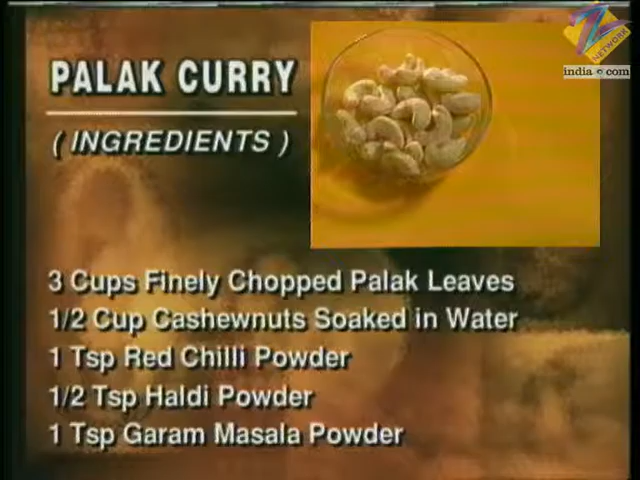 PALAK CURRY
( INGREDIENTS )
Z
NETWORK
india.com
3 Cups Finely Chopped Palak Leaves
1/2 Cup Cashewnuts Soaked in Water
1 Tsp Red Chilli Powder
1/2 Tsp Haldi Powder
1 Tsp Garam Masala Powder